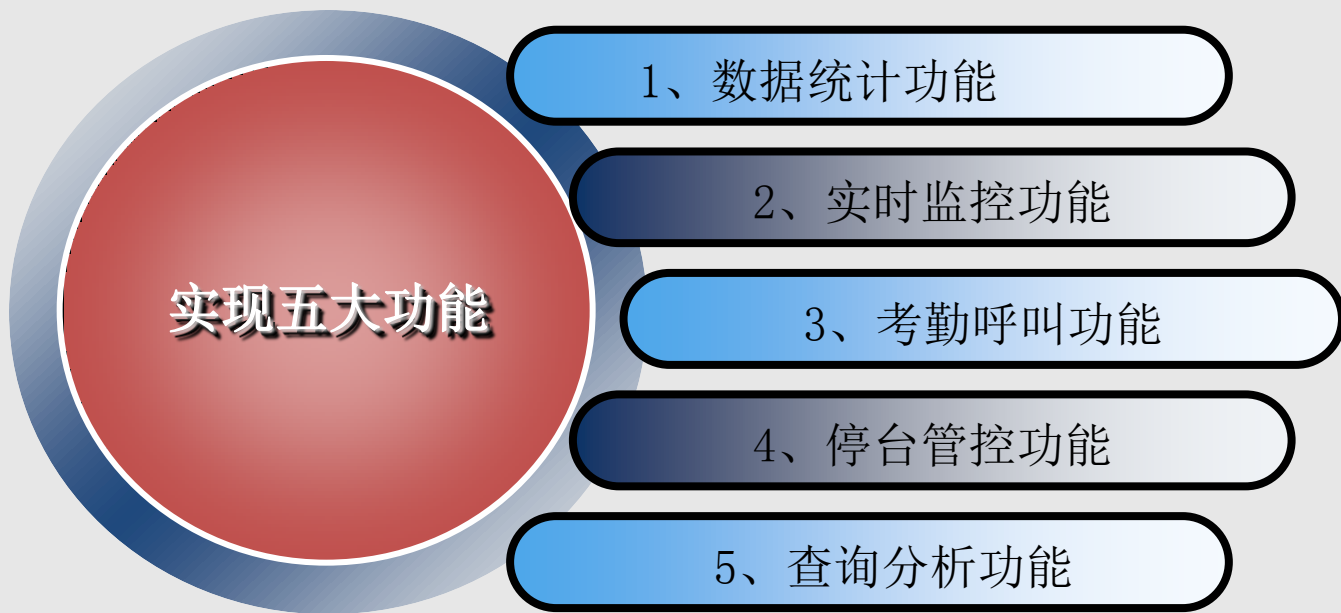 实现五大功能
1、数据统计功能
2、实时监控功能
3、考勤呼叫功能
4、停台管控功能
5、查询分析功能